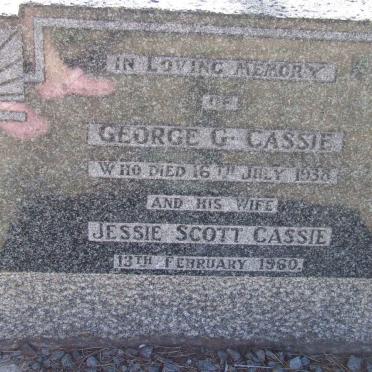 IN LOVING MEMORY
OF
GEORGE G. CASSIE
WHO DIED 16TH JULY 1938
AND HIS WIFE
JESSIE SCOTT CASSIE
13TH FEBRUARY 1960.